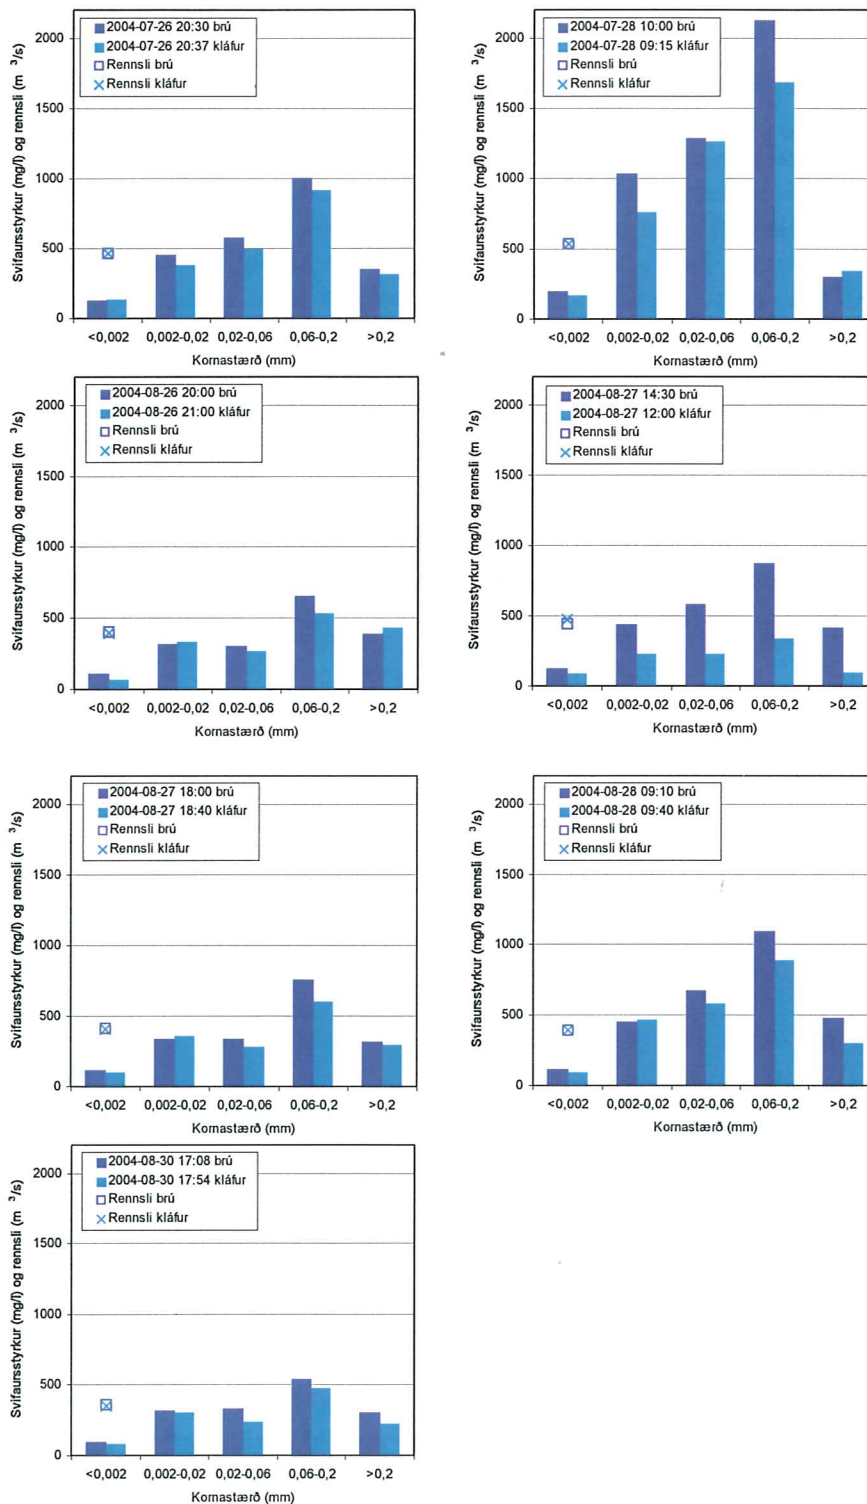 Svifaursstyrkur (mg/l) og rennsli (m ³/s)
2000
1500
1000
500
0
2004-07-26 20:30 brú
2004-07-26 20:37 kláfur
Rennsli brú
Rennsli kláfur
<0,002 0,002-0,02 0,02-0,06 0,06-0,2 >0,2
Kornastærð (mm)
Svifaursstyrkur (mg/l) og rennsli (m ³/s)
2000
1500
1000
500
0
2004-07-28 10:00 brú
2004-07-28 09:15 kláfur
Rennsli brú
Rennsli kláfur
<0,002 0,002-0,02 0,02-0,06 0,06-0,2 >0,2
Kornastærð (mm)
Svifaursstyrkur (mg/l) og rennsli (m ³/s)
2000
1500
1000
500
0
2004-08-26 20:00 brú
2004-08-26 21:00 kláfur
Rennsli brú
Rennsli kláfur
<0,002 0,002-0,02 0,02-0,06 0,06-0,2 >0,2
Kornastærð (mm)
Svifaursstyrkur (mg/l) og rennsli (m ³/s)
2000
1500
1000
500
0
2004-08-27 14:30 brú
2004-08-27 12:00 kláfur
Rennsli brú
Rennsli kláfur
<0,002 0,002-0,02 0,02-0,06 0,06-0,2 >0,2
Kornastærð (mm)
Svifaursstyrkur (mg/l) og rennsli (m ³/s)
2000
1500
1000
500
0
2004-08-27 18:00 brú
2004-08-27 18:40 kláfur
Rennsli brú
Rennsli kláfur
<0,002 0,002-0,02 0,02-0,06 0,06-0,2 >0,2
Kornastærð (mm)
Svifaursstyrkur (mg/l) og rennsli (m ³/s)
2000
1500
1000
500
0
2004-08-28 09:10 brú
2004-08-28 09:40 kláfur
Rennsli brú
Rennsli kláfur
<0,002 0,002-0,02 0,02-0,06 0,06-0,2 >0,2
Kornastærð (mm)
Svifaursstyrkur (mg/l) og rennsli (m ³/s)
2000
1500
1000
500
0
2004-08-30 17:08 brú
2004-08-30 17:54 kláfur
Rennsli brú
Rennsli kláfur
<0,002 0,002-0,02 0,02-0,06 0,06-0,2 >0,2
Kornastærð (mm)